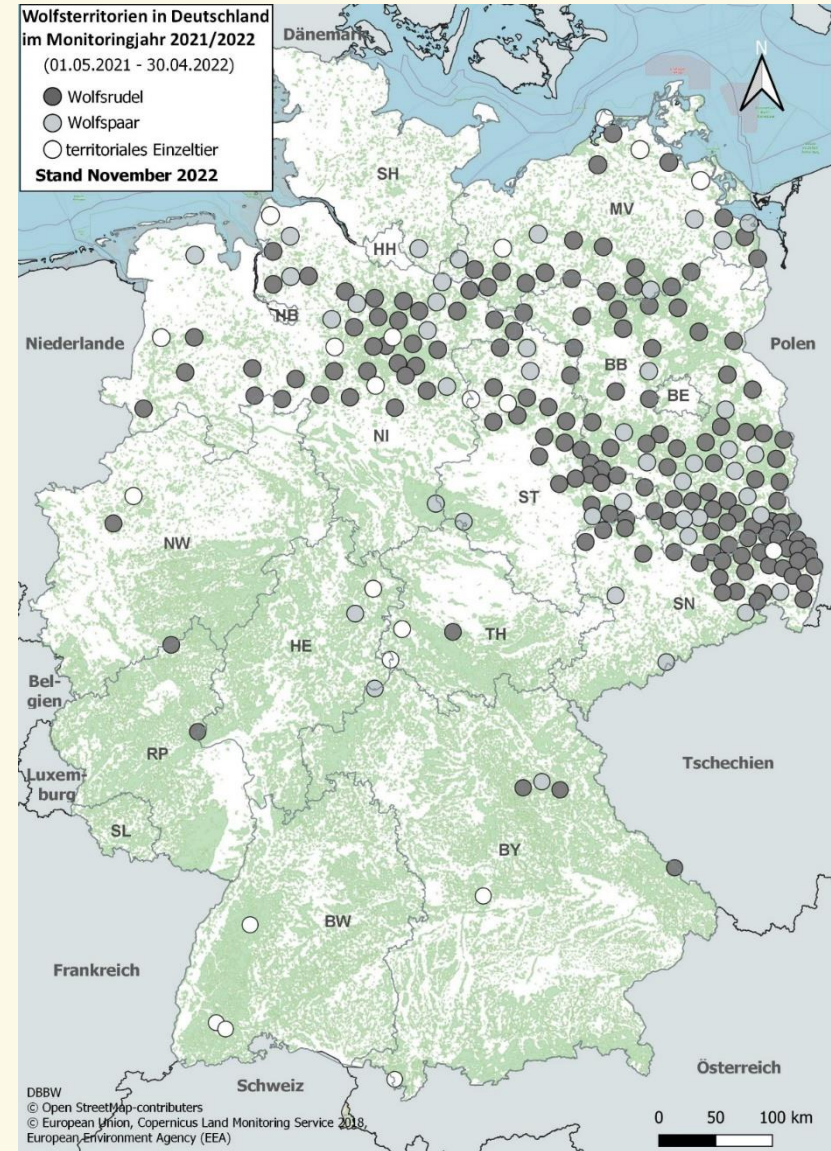 Wolfsterritorien in Deutschland
im Monitoringjahr 2021/2022
(01.05.2021 - 30.04.2022)
Wolfsrudel
Wolfspaar
territoriales Einzeltier
Stand November 2022
Dänemark
N
SH
MV
HH
HB
Niederlande
Polen
BB
BE
NI
ST
NW
SN
HE
TH
Bel-
gien
RP
Tschechien
Luxem-
burg
SL
BY
BW
Frankreich
Österreich
Schweiz
DBBW
© Open StreetMap-contributers
© European Union, Copernicus Land Monitoring Service 2018,
European Environment Agency (EEA)
0 50 100 km